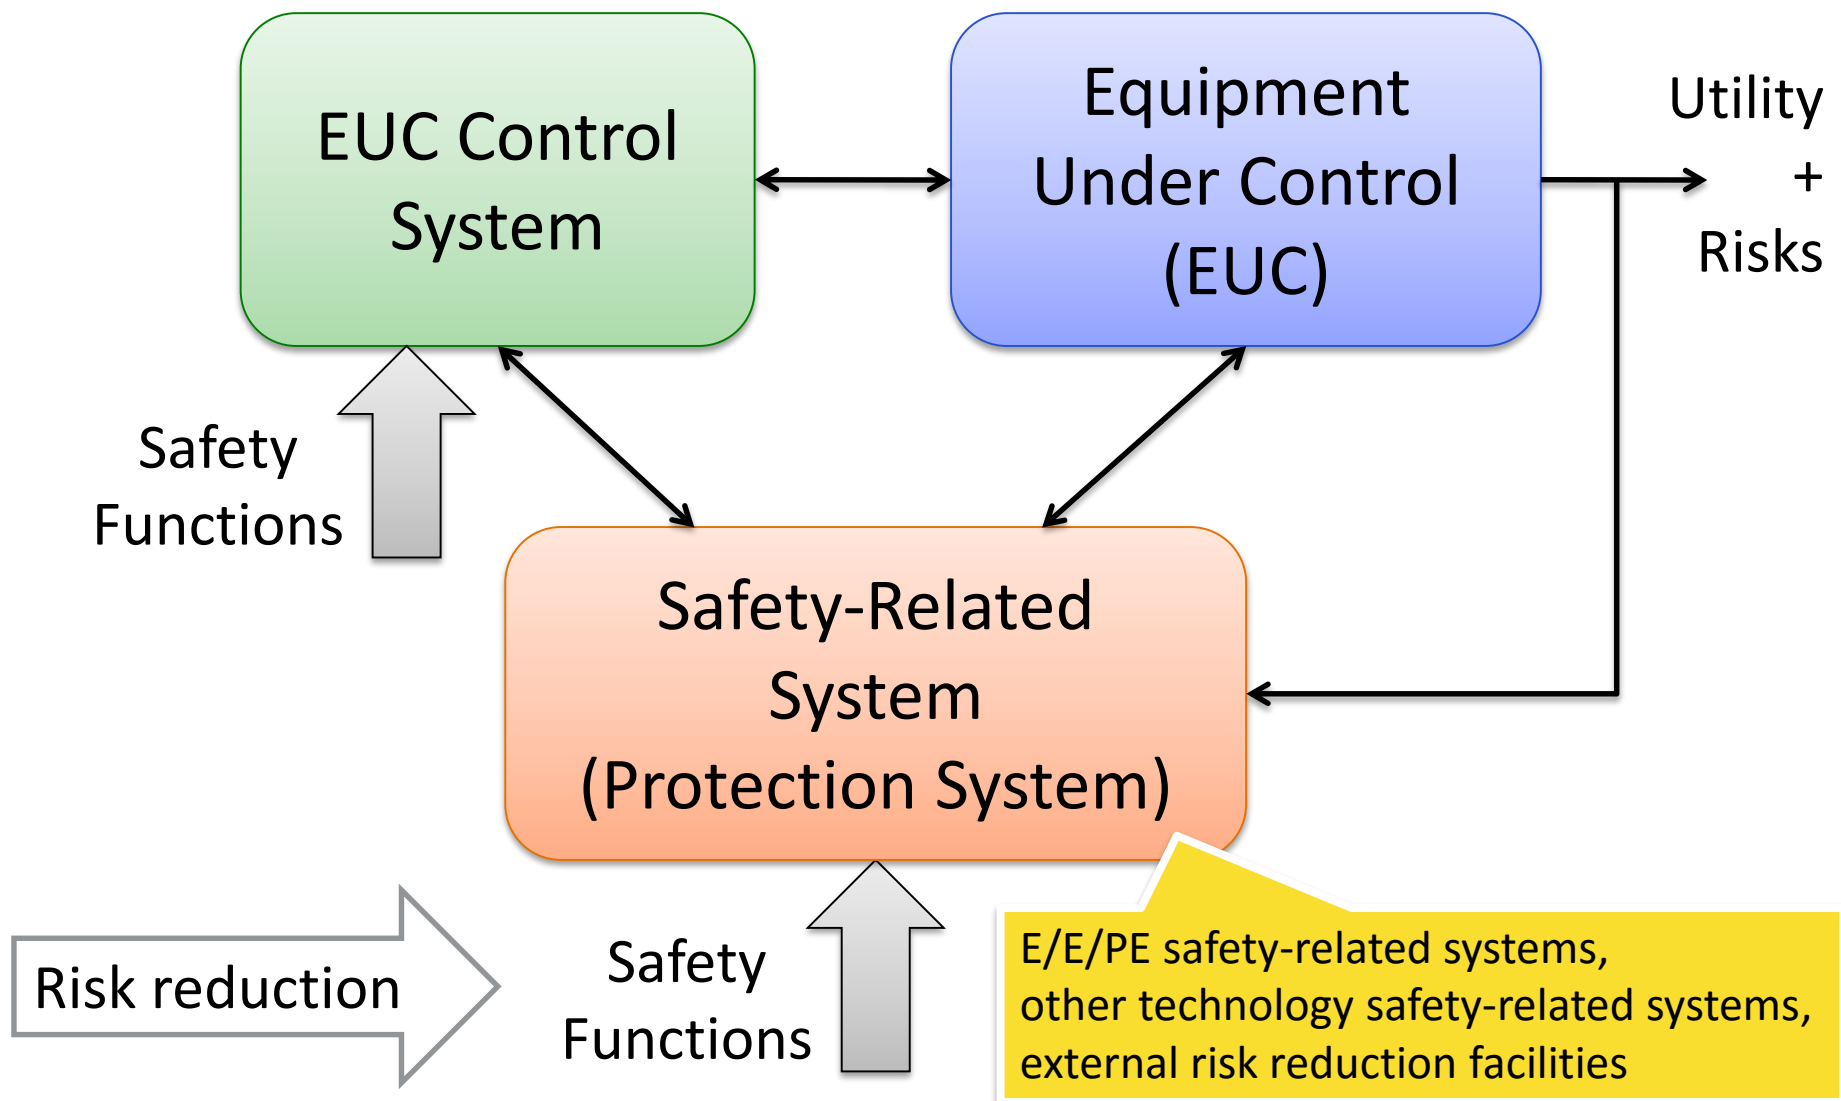 EUC Control
System
Equipment
Under Control
(EUC)
Utility
+
Risks
Safety
Functions
Safety-Related
System
(Protection System)
Risk reduction
Safety
Functions
E/E/PE safety-related systems,
other technology safety-related systems,
external risk reduction facilities